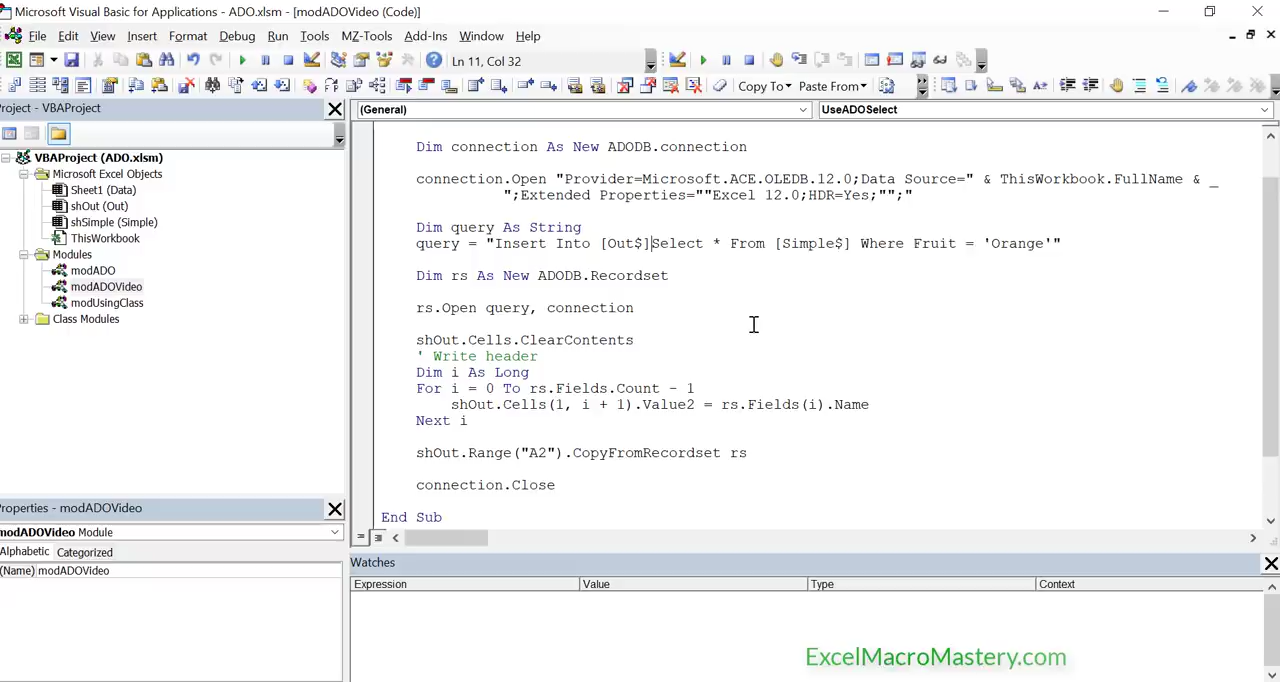 Microsoft Visual Basic for Applications - ADO.xlsm - [modADOVideo (Code)]
File Edit View Insert Format Debug Run Tools MZ-Tools Add-Ins Window Help
Ln 11, Col 32
Copy To Paste From
Project - VBAProject
(General) UseADOSelect
VBAProject (ADO.xlsm)
Microsoft Excel Objects
Sheet1 (Data)
shOut (Out)
shSimple (Simple)
ThisWorkbook
Modules
modADO
modADOVideo
modUsingClass
Class Modules
Dim connection As New ADODB.connection
connection.Open "Provider=Microsoft.ACE.OLEDB.12.0;Data Source=" & ThisWorkbook.FullName & _
";Extended Properties=""Excel 12.0;HDR=Yes;"";"
Dim query As String
query = "Insert Into [Out$]Select * From [Simple$] Where Fruit = 'Orange'"
Dim rs As New ADODB.Recordset
rs.Open query, connection
shOut.Cells.ClearContents
' Write header
Dim i As Long
For i = 0 To rs.Fields.Count - 1
shOut.Cells(1, i + 1).Value2 = rs.Fields(i).Name
Next i
shOut.Range("A2").CopyFromRecordset rs
connection.Close
End Sub
Properties - modADOVideo
modADOVideo Module
Alphabetic Categorized
(Name) modADOVideo
Watches
Expression Value Type Context
ExcelMacroMastery.com